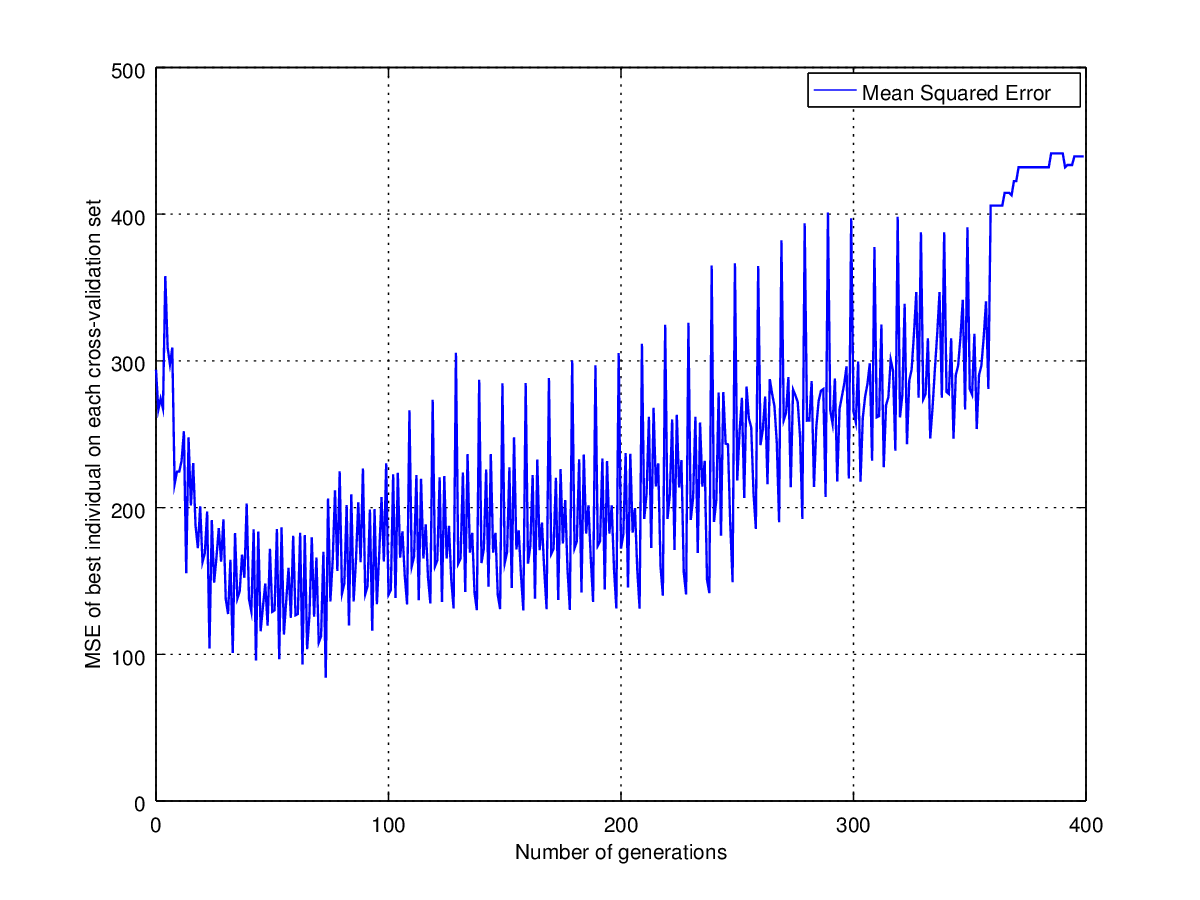 500
Mean Squared Error
400
300
200
100
0
MSE of best individual on each cross-validation set
0 100 200 300 400
Number of generations